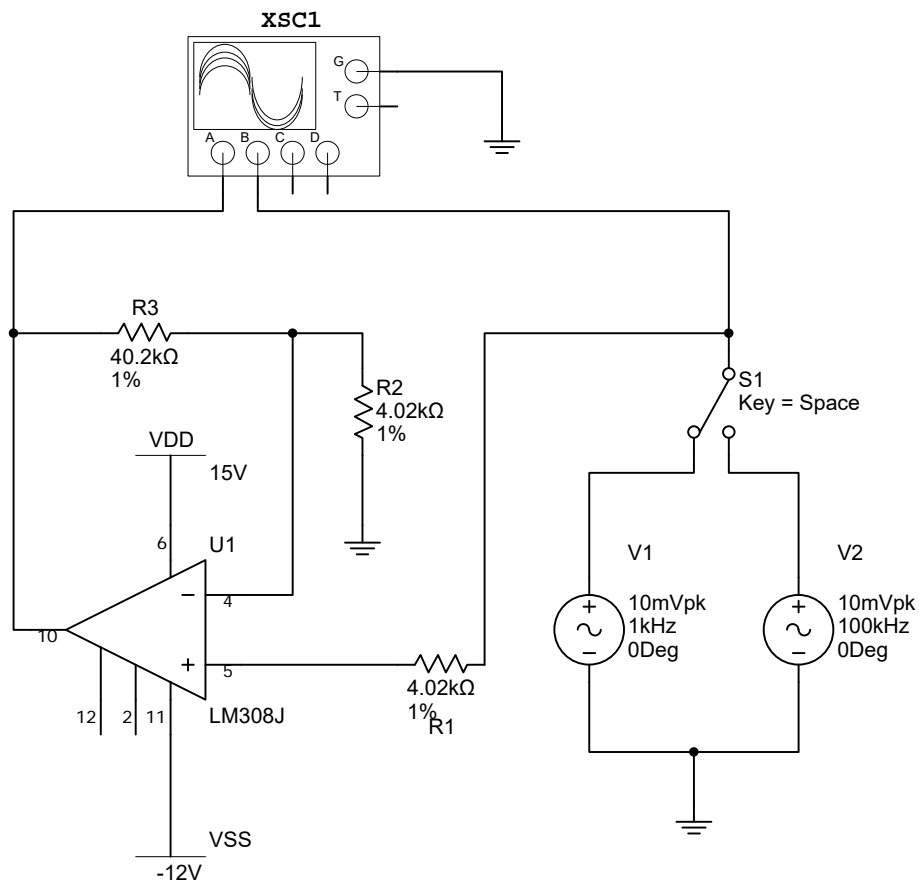 XSC1
G
T
A B C D
R3
40.2kΩ
1%
R2
4.02kΩ
1%
S1
Key = Space
VDD
15V
6
U1
4
10
5
12
2
11
LM308J
4.02kΩ
1%
R1
V1
10mVpk
1kHz
0Deg
V2
10mVpk
100kHz
0Deg
VSS
-12V